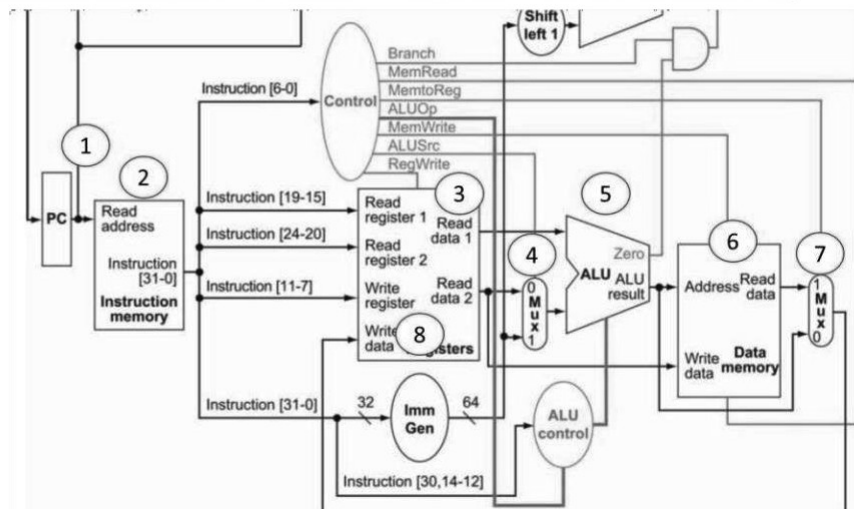 Shift
left 1
Branch
MemRead
MemtoReg
ALUOp
MemWrite
ALUSrc
RegWrite
Control
Instruction [6-0]
1
2
PC
Read
address
Instruction
[31-0]
Instruction
memory
Instruction [19-15]
Instruction [24-20]
Instruction [11-7]
Instruction [31-0]
3
Read
register 1
Read
data 1
Read
register 2
Write
register
Read
data 2
Write
data
8
4
0
Mux
1
5
Zero
ALU
ALU
result
6
Address
Read
data
Write
data
Data
memory
7
1
Mux
0
32
Imm
Gen
64
ALU
control
Instruction [30,14-12]